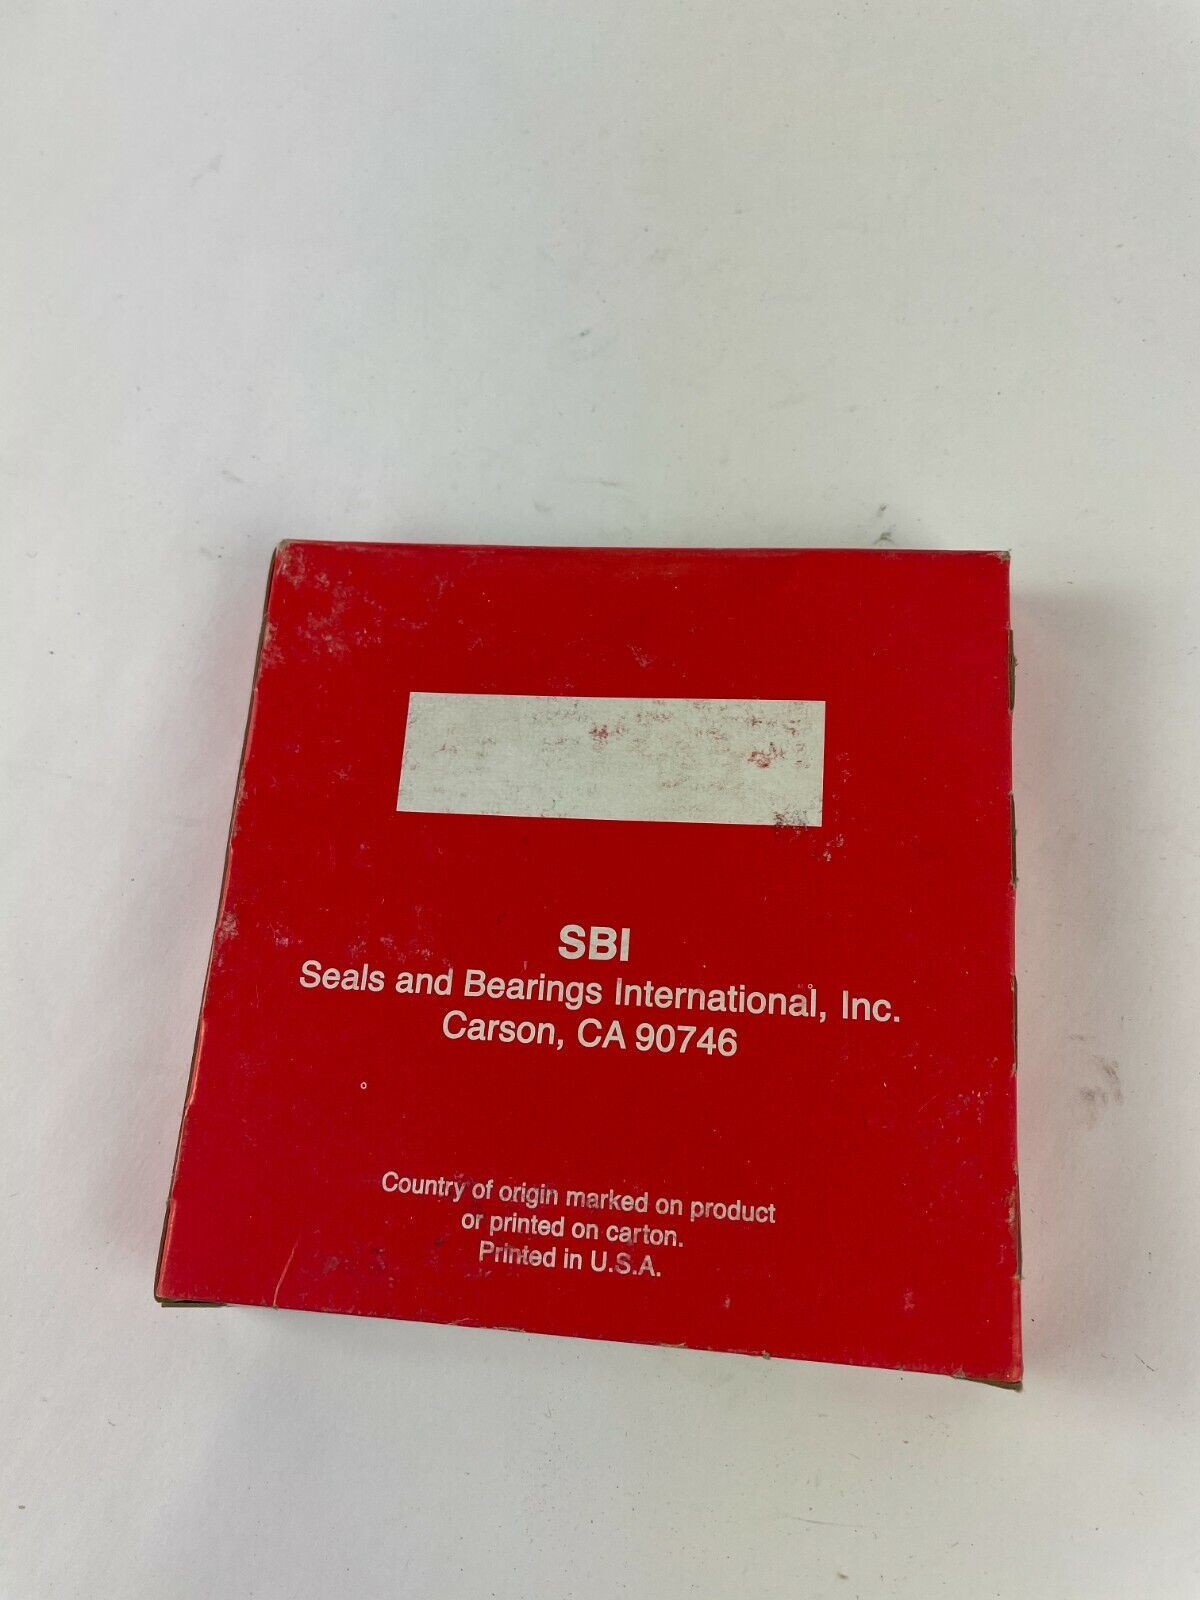 SBI
Seals and Bearings International, Inc.
Carson, CA 90746
Country of origin marked on product
or printed on carton.
Printed in U.S.A.